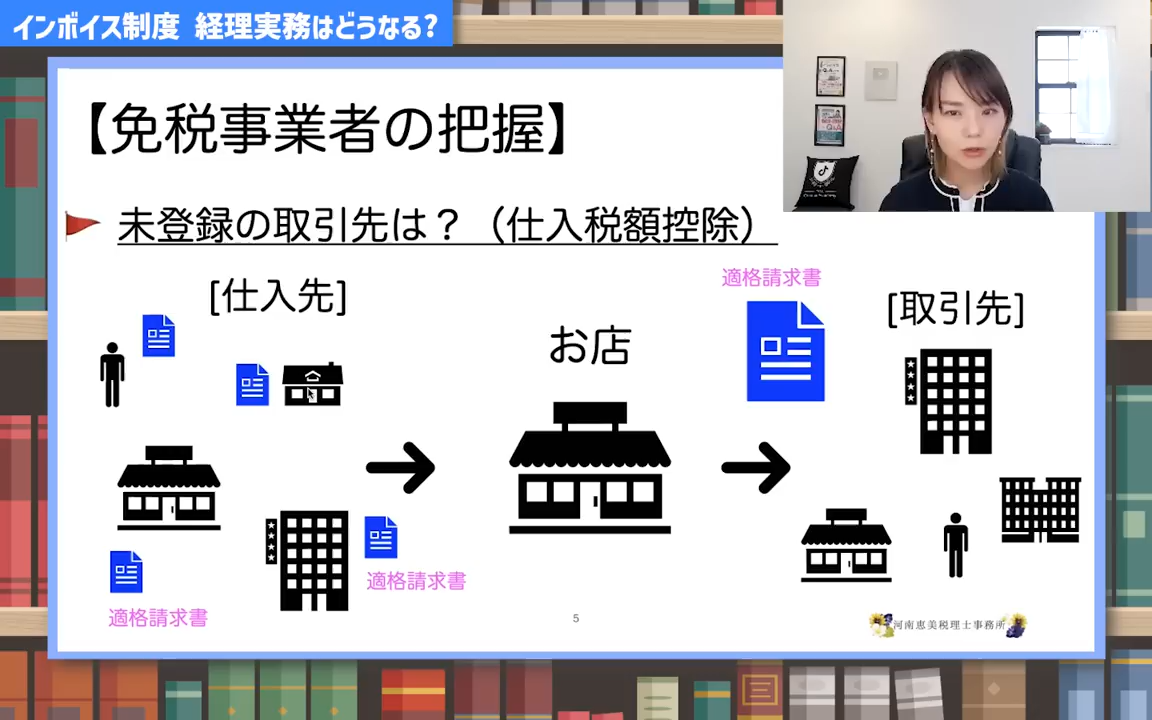 インボイス制度 経理実務はどうなる?
【免税事業者の把握】
未登録の取引先は？（仕入税額控除）
[仕入先]
お店
適格請求書
[取引先]
適格請求書
適格請求書
5
河南恵美税理士事務所